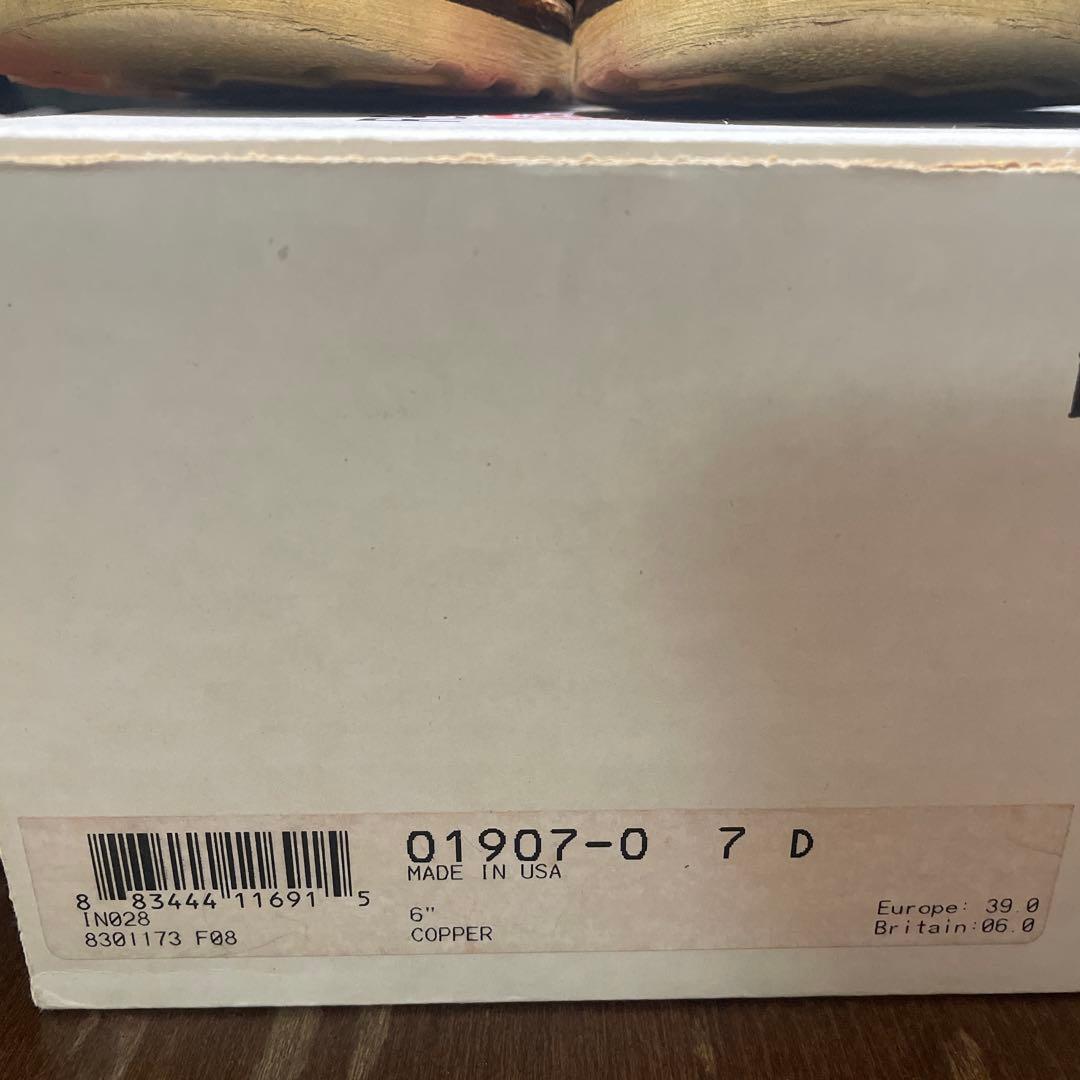 01907-0 7 D
MADE IN USA
8 83444 11691 5
IN028
8301173 F08
6"
COPPER
Europe: 39.0
Britain:06.0